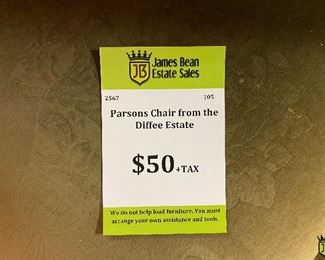 JB
James Bean
Estate Sales
2567 105
Parsons Chair from the
Diffee Estate
$50+TAX
We do not help load furniture. You must
arrange your own assistance and tools.